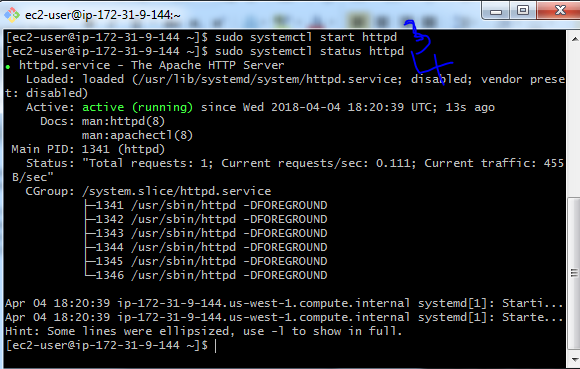 ec2-user@ip-172-31-9-144:~
[ec2-user@ip-172-31-9-144 ~]$ sudo systemctl start httpd
3
[ec2-user@ip-172-31-9-144 ~]$ sudo systemctl status httpd
4
● httpd.service - The Apache HTTP Server
   Loaded: loaded (/usr/lib/systemd/system/httpd.service; disabled; vendor prese
t: disabled)
   Active: active (running) since Wed 2018-04-04 18:20:39 UTC; 13s ago
     Docs: man:httpd(8)
           man:apachectl(8)
 Main PID: 1341 (httpd)
   Status: "Total requests: 1; Current requests/sec: 0.111; Current traffic: 455
B/sec"
   CGroup: /system.slice/httpd.service
           ├─1341 /usr/sbin/httpd -DFOREGROUND
           ├─1342 /usr/sbin/httpd -DFOREGROUND
           ├─1343 /usr/sbin/httpd -DFOREGROUND
           ├─1344 /usr/sbin/httpd -DFOREGROUND
           ├─1345 /usr/sbin/httpd -DFOREGROUND
           └─1346 /usr/sbin/httpd -DFOREGROUND
Apr 04 18:20:39 ip-172-31-9-144.us-west-1.compute.internal systemd[1]: Starti...
Apr 04 18:20:39 ip-172-31-9-144.us-west-1.compute.internal systemd[1]: Starte...
Hint: Some lines were ellipsized, use -l to show in full.
[ec2-user@ip-172-31-9-144 ~]$